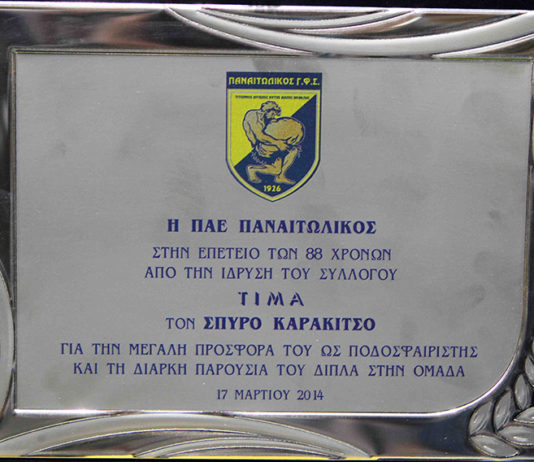 ΠΑΝΑΙΤΩΛΙΚΟΣ Γ.Φ.Σ.
1926
Η ΠΑΕ ΠΑΝΑΙΤΩΛΙΚΟΣ
ΣΤΗΝ ΕΠΕΤΕΙΟ ΤΩΝ 88 ΧΡΟΝΩΝ
ΑΠΟ ΤΗΝ ΙΔΡΥΣΗ ΤΟΥ ΣΥΛΛΟΓΟΥ
ΤΙΜΑ
ΤΟΝ ΣΠΥΡΟ ΚΑΡΑΚΙΤΣΟ
ΓΙΑ ΤΗΝ ΜΕΓΑΛΗ ΠΡΟΣΦΟΡΑ ΤΟΥ ΩΣ ΠΟΔΟΣΦΑΙΡΙΣΤΗΣ
ΚΑΙ ΤΗ ΔΙΑΡΚΗ ΠΑΡΟΥΣΙΑ ΤΟΥ ΔΙΠΛΑ ΣΤΗΝ ΟΜΑΔΑ
17 ΜΑΡΤΙΟΥ 2014